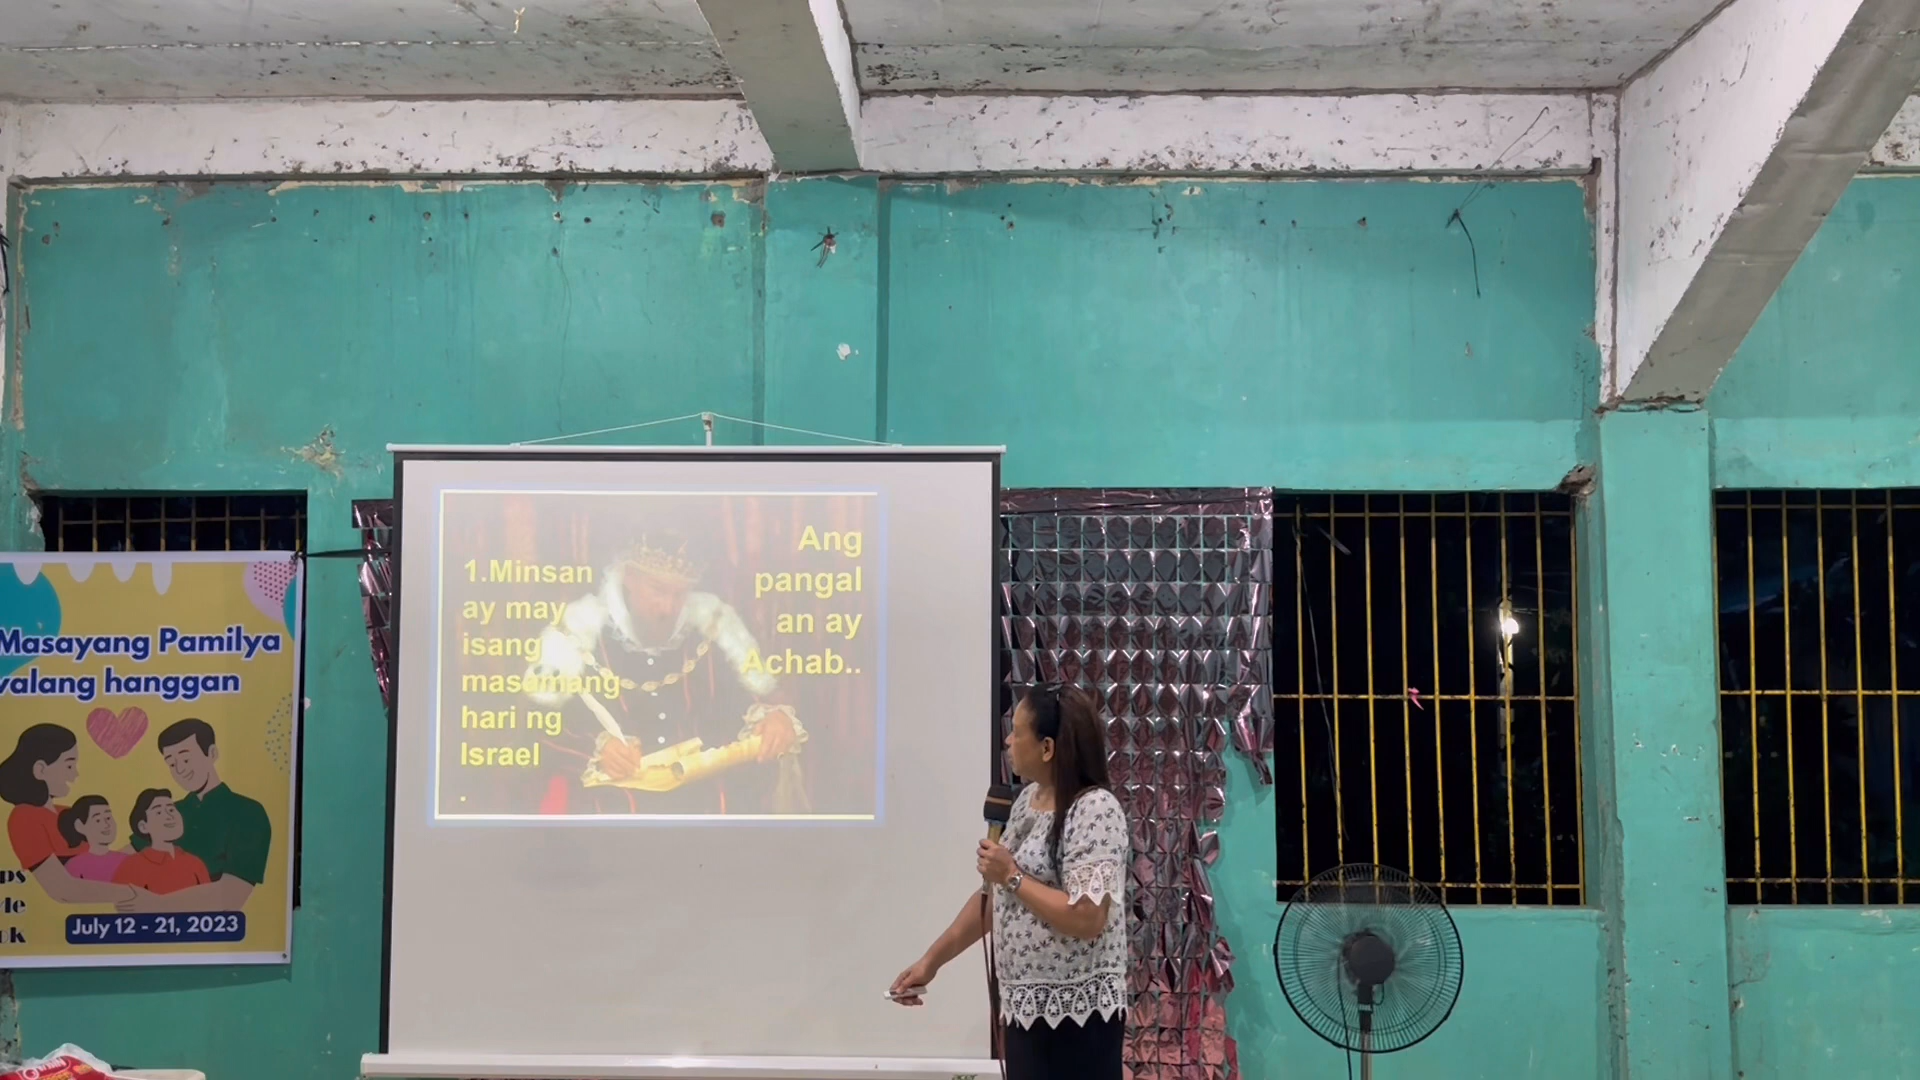 1.Minsan
ay may
isang
masamang
hari ng
Israel
.
Ang
pangal
an ay
Achab..
Masayang Pamilya
walang hanggan
July 12 - 21, 2023